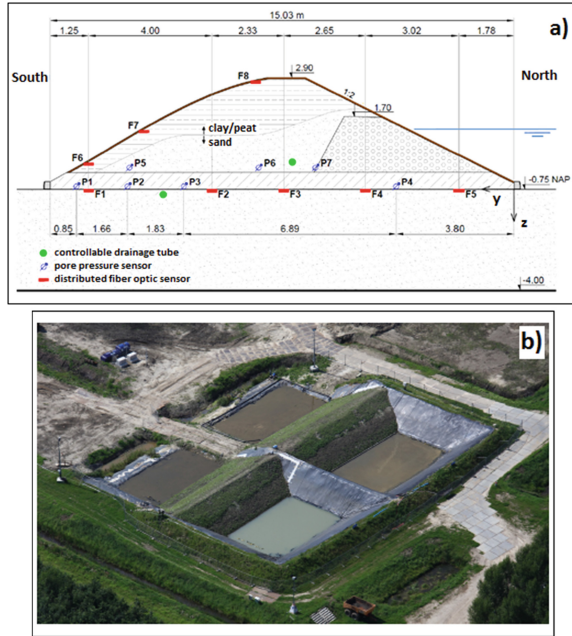 15.03 m
a)
1.25 4.00 2.33 2.65 3.02 1.78
South
North
F8
2.90
1:2
1.70
F7
clay/peat
sand
F6
P5
P6
P7
P1
P2
P3
P4
-0.75 NAP
F1
F2
F3
F4
F5
y
z
0.85 1.66 1.83 6.89 3.80
controllable drainage tube
pore pressure sensor
distributed fiber optic sensor
-4.00
b)